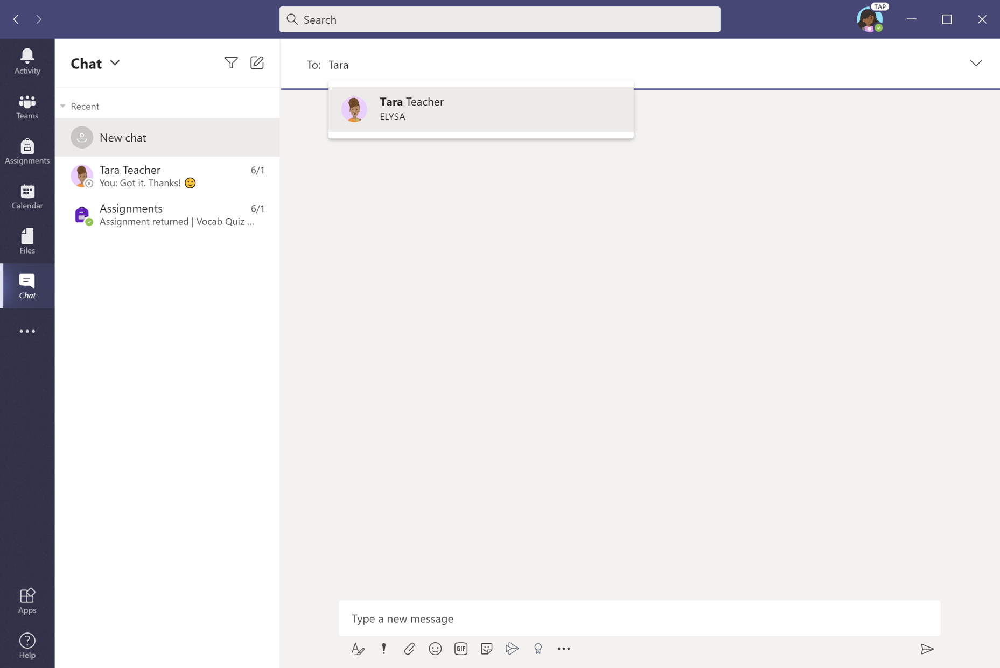 Search
TAP
Activity
Teams
Assignments
Calendar
Files
Chat
Apps
Help
Chat
Recent
New chat
Tara Teacher 6/1
You: Got it. Thanks! 🙂
Assignments 6/1
Assignment returned | Vocab Quiz ...
To: Tara
Tara Teacher
ELYSA
Type a new message
GIF